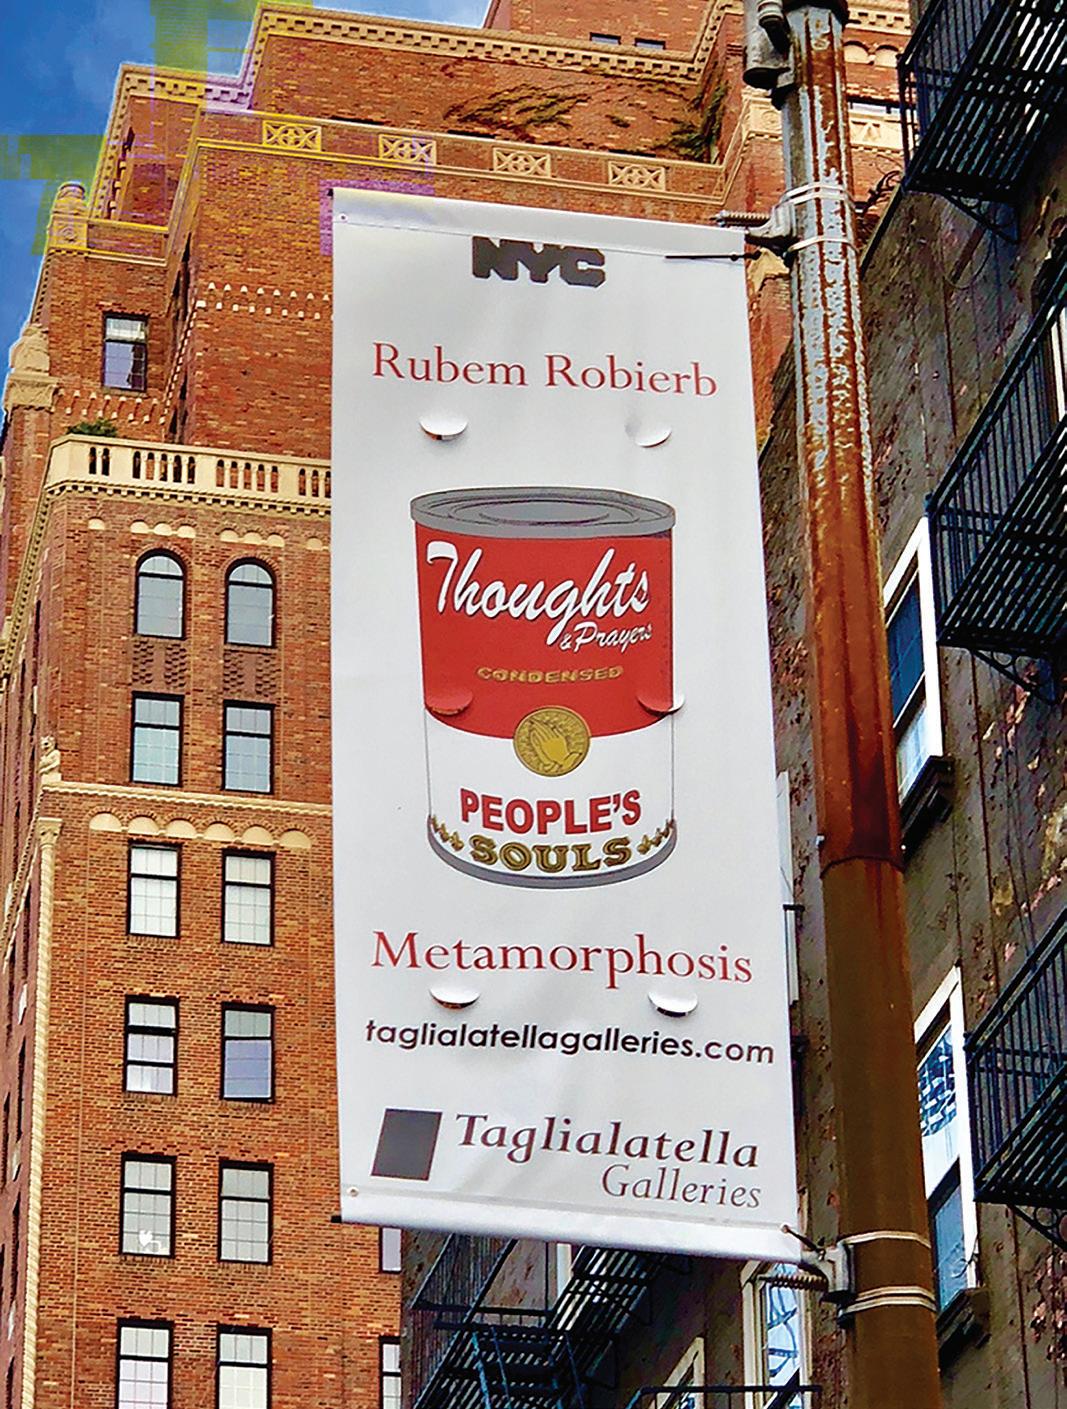 NYC
Rubem Robierb
Thoughts
& Prayers
CONDENSED
PEOPLE'S
SOULS
Metamorphosis
taglialatellagalleries.com
Taglialatella
Galleries